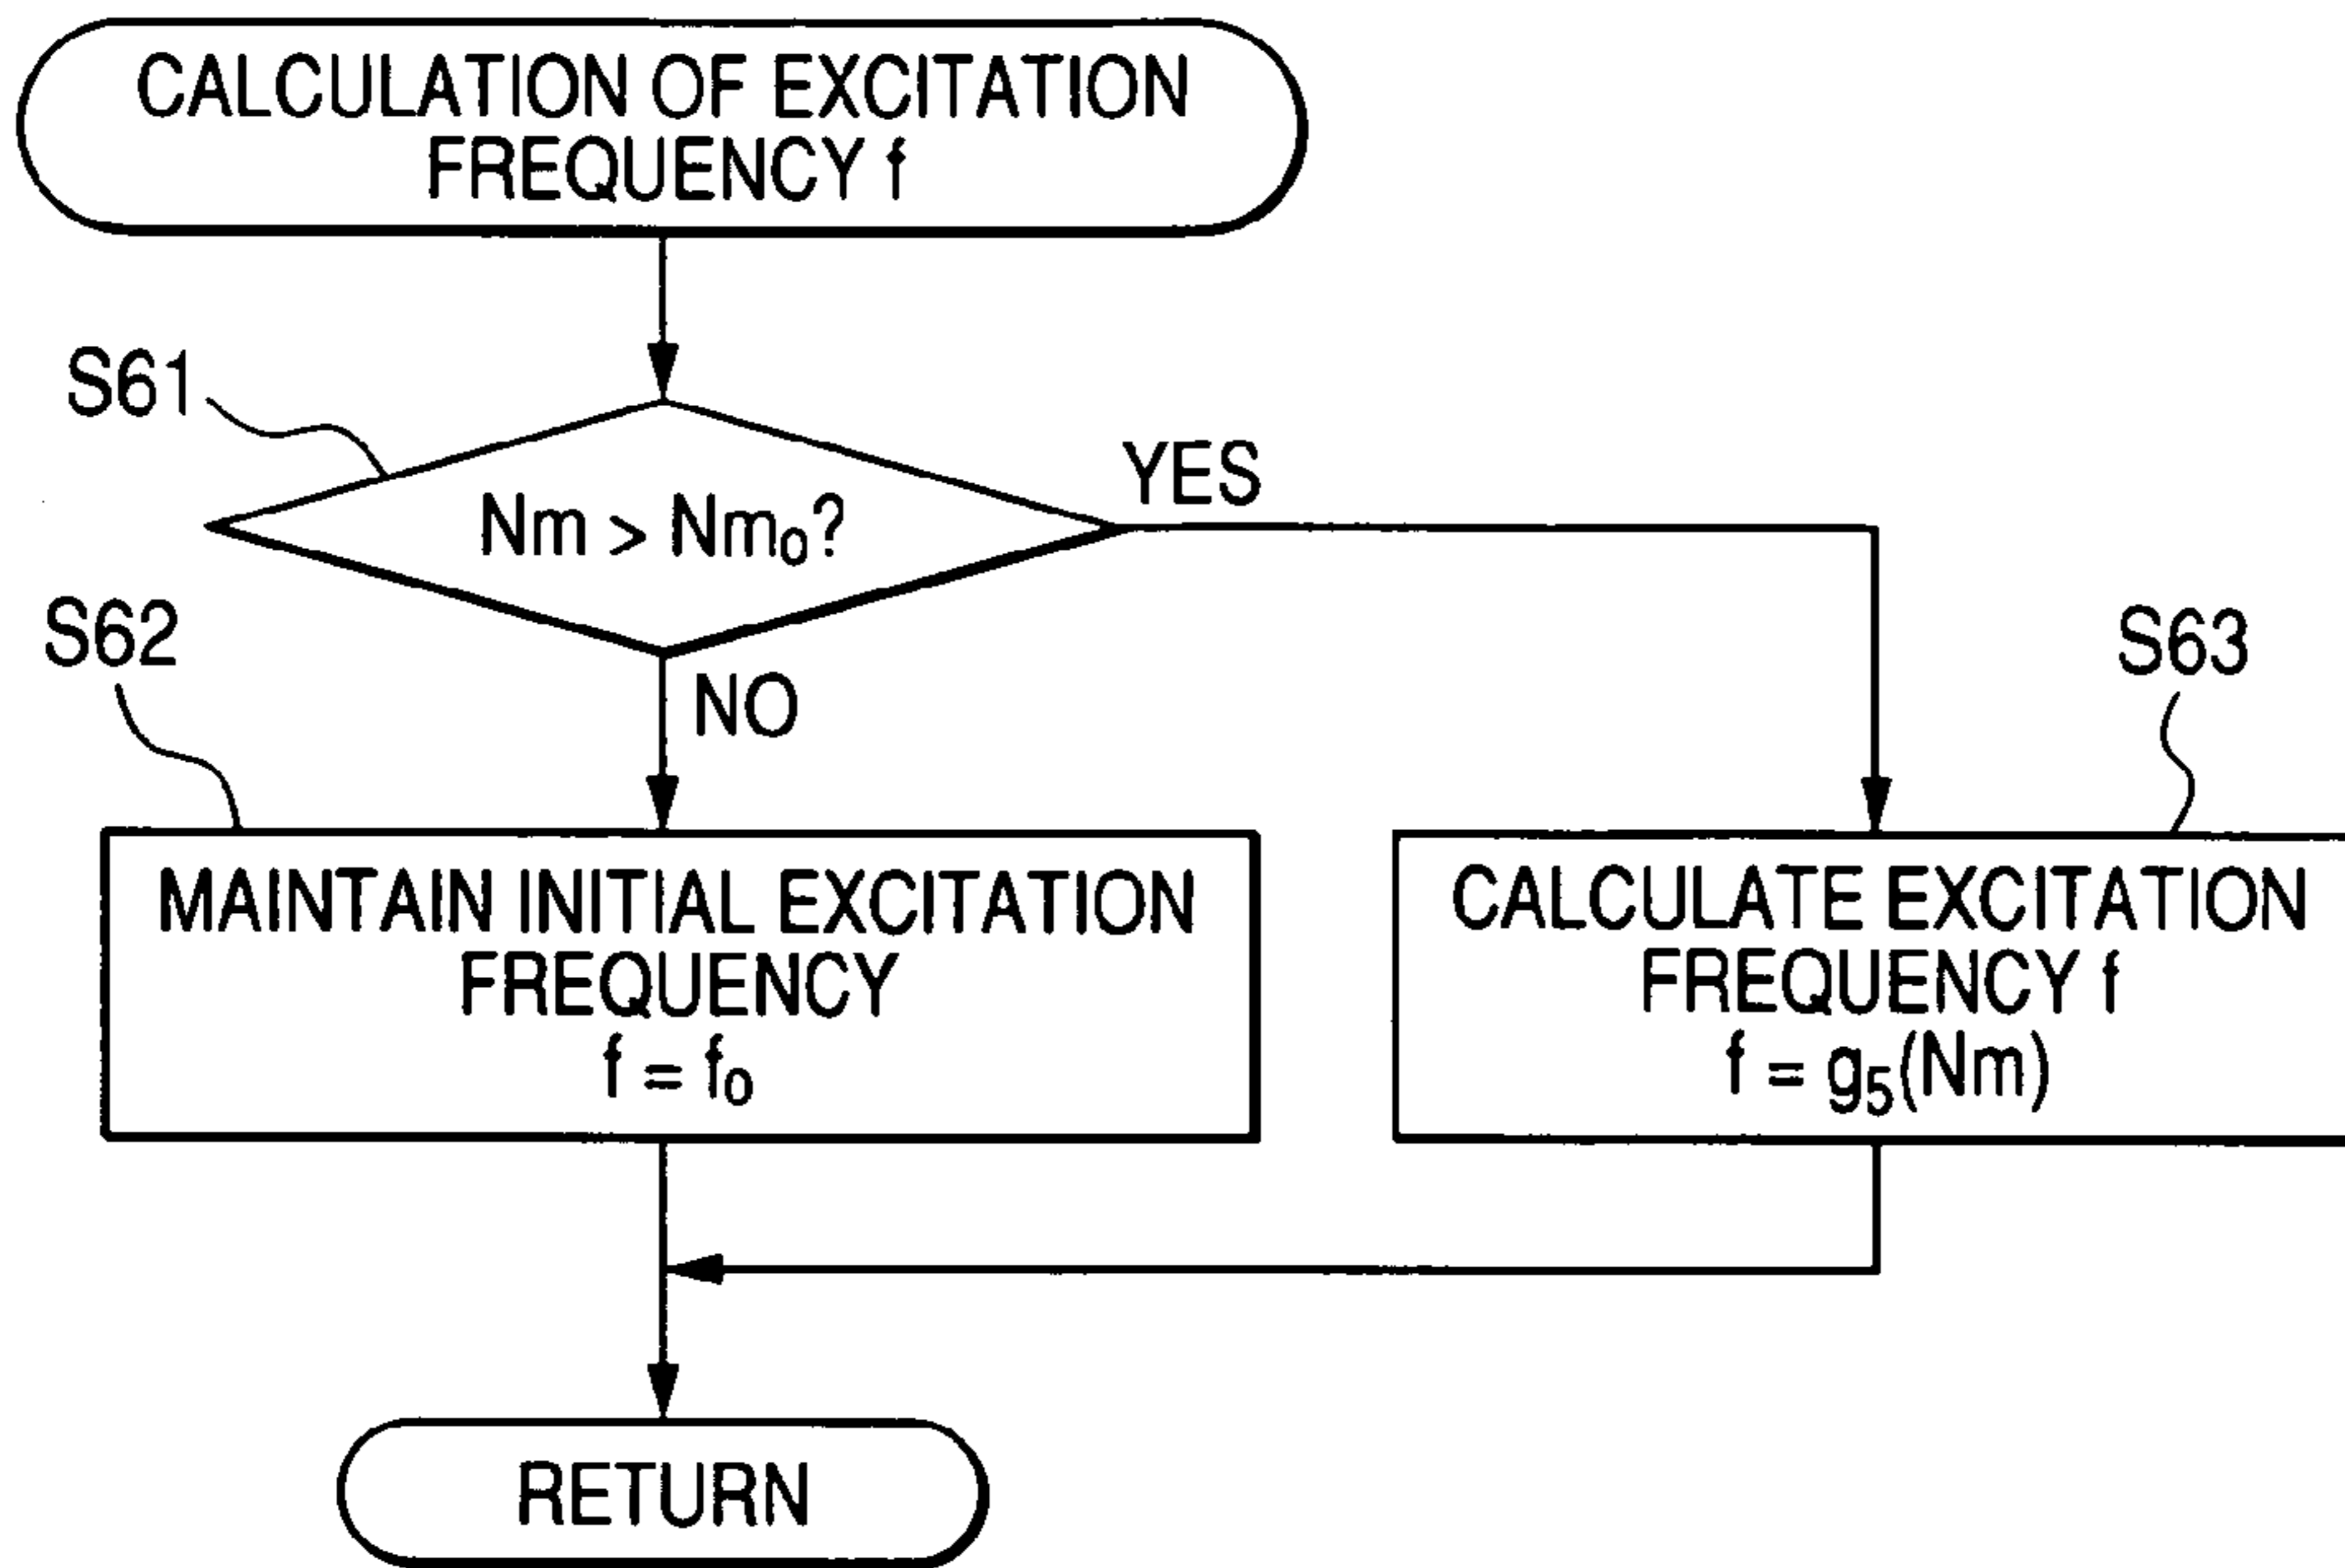 CALCULATION OF EXCITATION
FREQUENCY f
S61
Nm > Nm₀?
YES
S62
NO
S63
MAINTAIN INITIAL EXCITATION
FREQUENCY
f = f₀
CALCULATE EXCITATION
FREQUENCY f
f = g₅(Nm)
RETURN